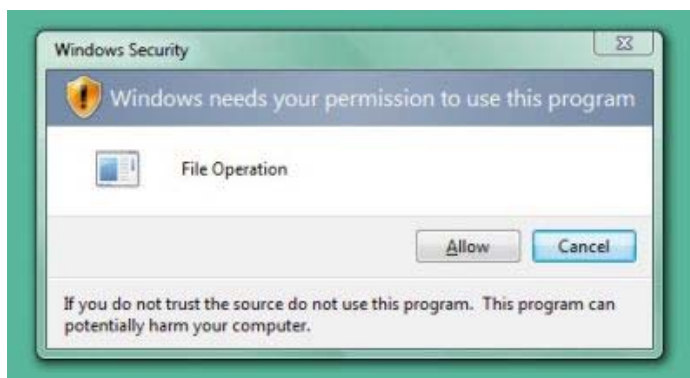 Windows Security
Windows needs your permission to use this program
File Operation
Allow
Cancel
If you do not trust the source do not use this program.  This program can
potentially harm your computer.